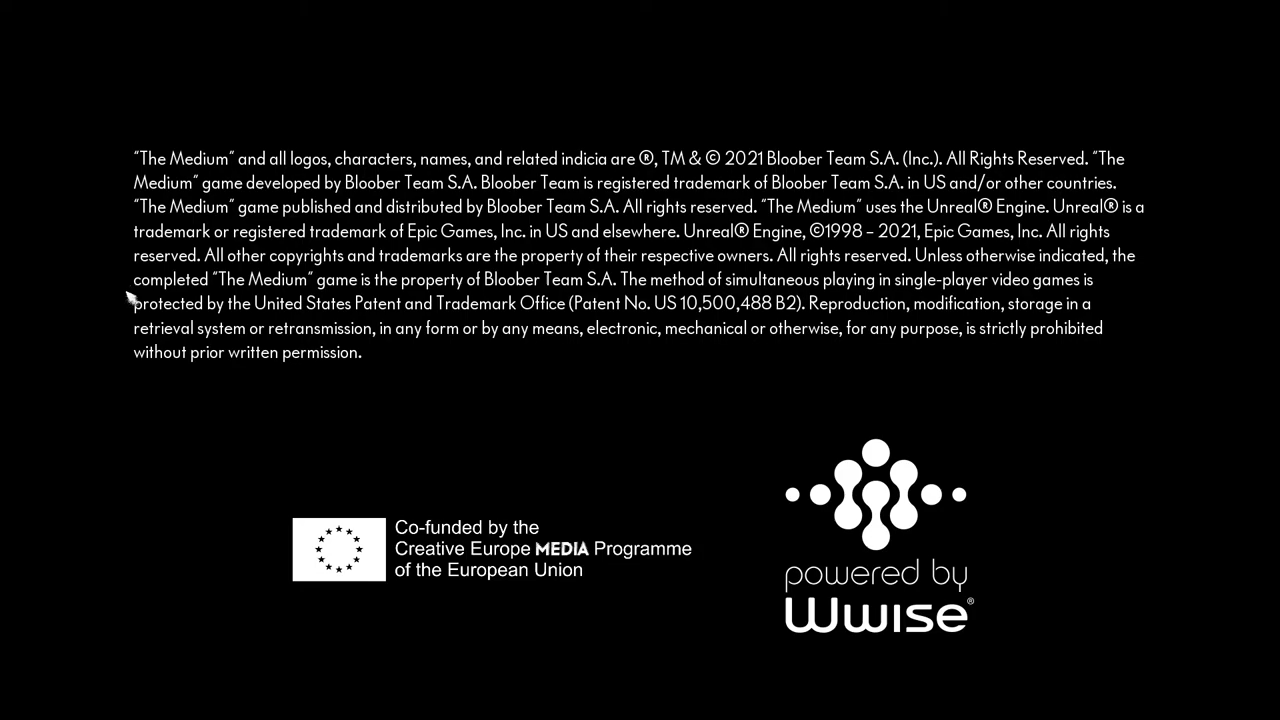 "The Medium" and all logos, characters, names, and related indicia are ®, TM & © 2021 Bloober Team S.A. (Inc.). All Rights Reserved. "The
Medium" game developed by Bloober Team S.A. Bloober Team is registered trademark of Bloober Team S.A. in US and/or other countries.
"The Medium" game published and distributed by Bloober Team S.A. All rights reserved. "The Medium" uses the Unreal® Engine. Unreal® is a
trademark or registered trademark of Epic Games, Inc. in US and elsewhere. Unreal® Engine, ©1998 – 2021, Epic Games, Inc. All rights
reserved. All other copyrights and trademarks are the property of their respective owners. All rights reserved. Unless otherwise indicated, the
completed "The Medium" game is the property of Bloober Team S.A. The method of simultaneous playing in single-player video games is
protected by the United States Patent and Trademark Office (Patent No. US 10,500,488 B2). Reproduction, modification, storage in a
retrieval system or retransmission, in any form or by any means, electronic, mechanical or otherwise, for any purpose, is strictly prohibited
without prior written permission.
Co-funded by the
Creative Europe MEDIA Programme
of the European Union
powered by
Wwise®